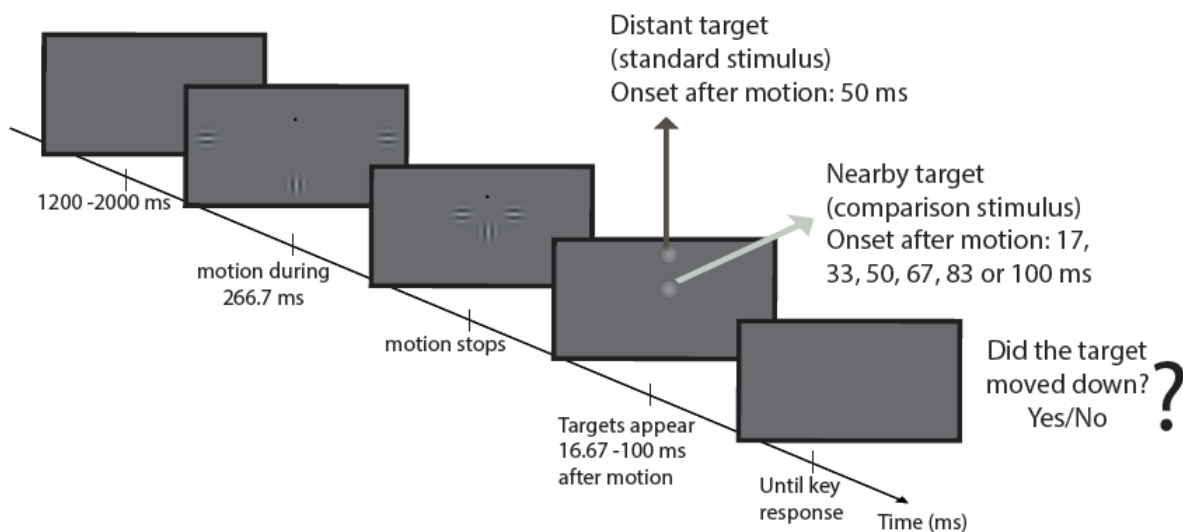 Distant target
(standard stimulus)
Onset after motion: 50 ms
Nearby target
(comparison stimulus)
Onset after motion: 17,
33, 50, 67, 83 or 100 ms
1200 -2000 ms
motion during
266.7 ms
motion stops
Targets appear
16.67 -100 ms
after motion
Until key
response
Time (ms)
Did the target
moved down?
Yes/No
?